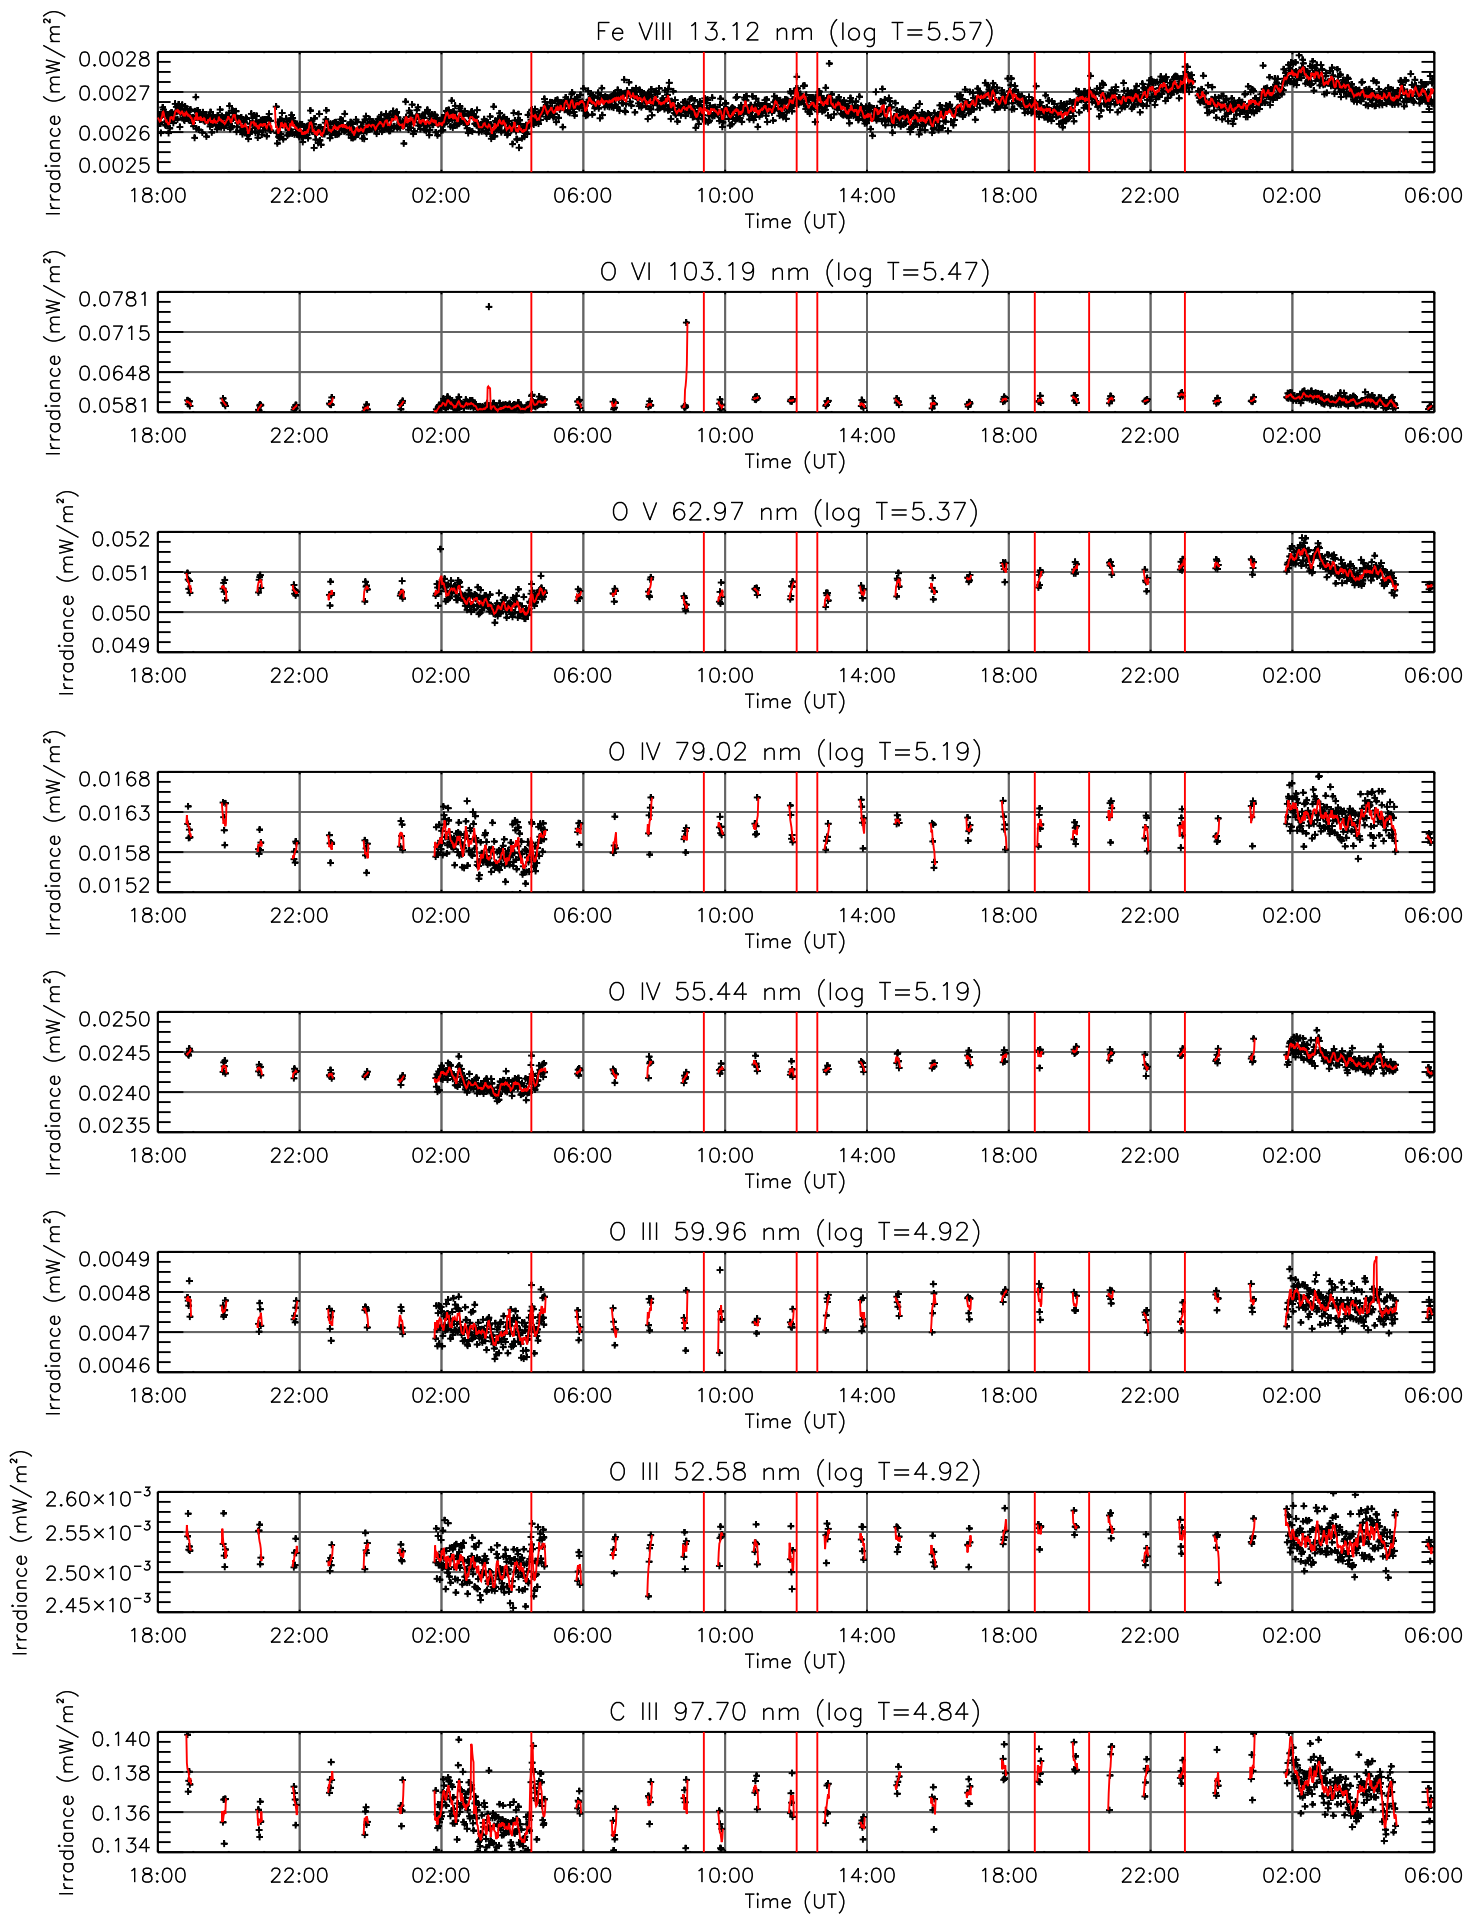 Fe VIII 13.12 nm (log T=5.57)
Irradiance (mW/m²)
0.0028
0.0027
0.0026
0.0025
18:00 22:00 02:00 06:00 10:00 14:00 18:00 22:00 02:00 06:00
Time (UT)
O VI 103.19 nm (log T=5.47)
Irradiance (mW/m²)
0.0781
0.0715
0.0648
0.0581
18:00 22:00 02:00 06:00 10:00 14:00 18:00 22:00 02:00 06:00
Time (UT)
O V 62.97 nm (log T=5.37)
Irradiance (mW/m²)
0.052
0.051
0.050
0.049
18:00 22:00 02:00 06:00 10:00 14:00 18:00 22:00 02:00 06:00
Time (UT)
O IV 79.02 nm (log T=5.19)
Irradiance (mW/m²)
0.0168
0.0163
0.0158
0.0152
18:00 22:00 02:00 06:00 10:00 14:00 18:00 22:00 02:00 06:00
Time (UT)
O IV 55.44 nm (log T=5.19)
Irradiance (mW/m²)
0.0250
0.0245
0.0240
0.0235
18:00 22:00 02:00 06:00 10:00 14:00 18:00 22:00 02:00 06:00
Time (UT)
O III 59.96 nm (log T=4.92)
Irradiance (mW/m²)
0.0049
0.0048
0.0047
0.0046
18:00 22:00 02:00 06:00 10:00 14:00 18:00 22:00 02:00 06:00
Time (UT)
O III 52.58 nm (log T=4.92)
Irradiance (mW/m²)
2.60×10⁻³
2.55×10⁻³
2.50×10⁻³
2.45×10⁻³
18:00 22:00 02:00 06:00 10:00 14:00 18:00 22:00 02:00 06:00
Time (UT)
C III 97.70 nm (log T=4.84)
Irradiance (mW/m²)
0.140
0.138
0.136
0.134
18:00 22:00 02:00 06:00 10:00 14:00 18:00 22:00 02:00 06:00
Time (UT)